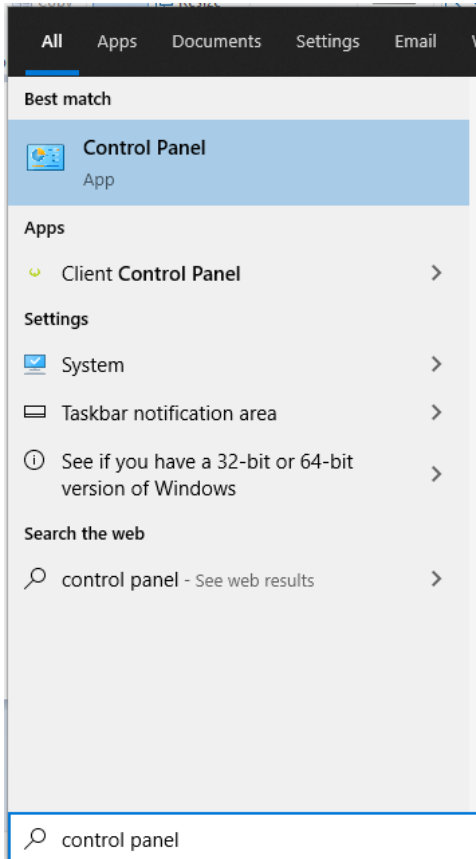 All Apps Documents Settings Email
Best match
Control Panel
App
Apps
Client Control Panel
Settings
System
Taskbar notification area
See if you have a 32-bit or 64-bit
version of Windows
Search the web
control panel - See web results
control panel